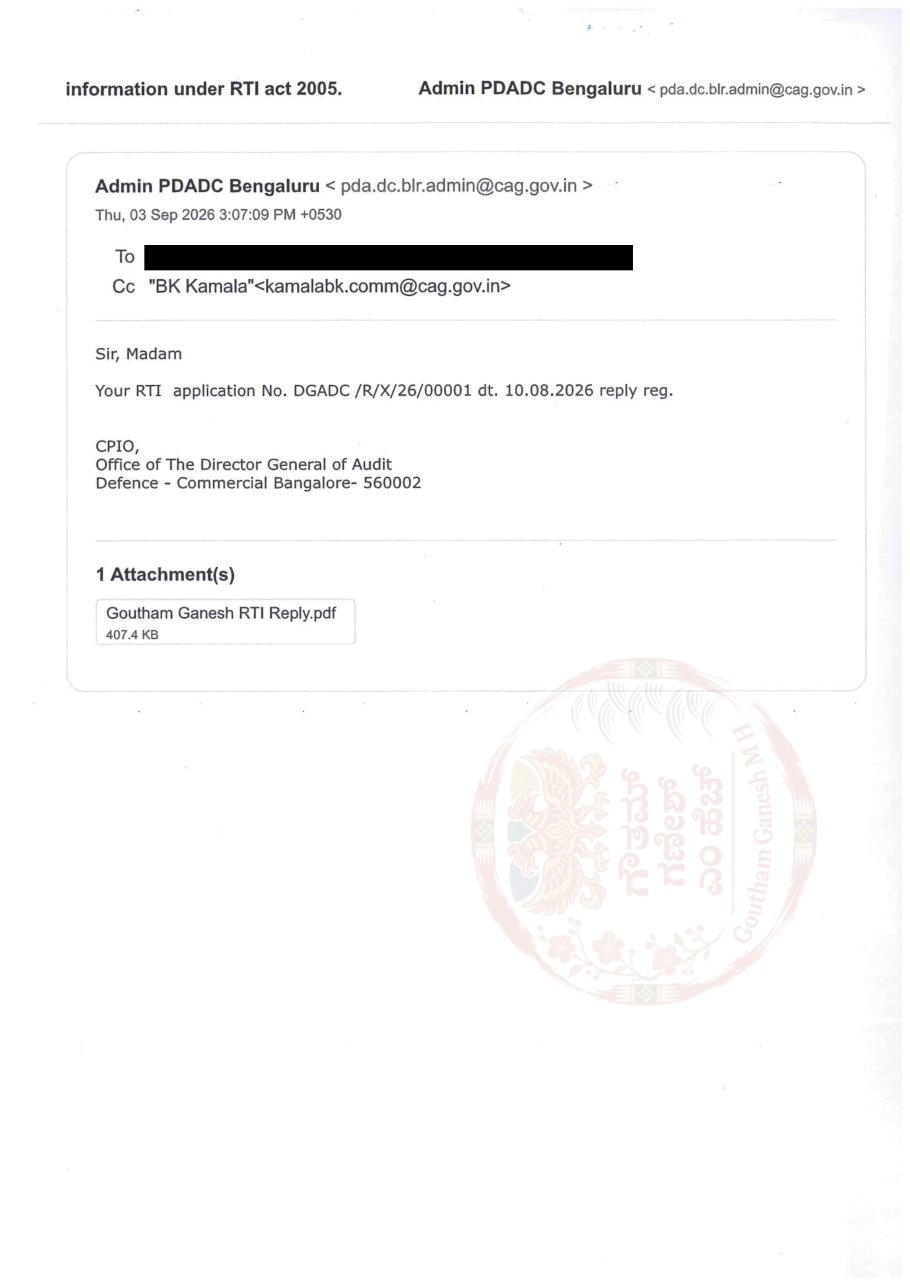 information under RTI act 2005. Admin PDADC Bengaluru < pda.dc.blr.admin@cag.gov.in >
Admin PDADC Bengaluru < pda.dc.blr.admin@cag.gov.in >
Thu, 03 Sep 2026 3:07:09 PM +0530
To
Cc "BK Kamala"<kamalabk.comm@cag.gov.in>
Sir, Madam
Your RTI application No. DGADC /R/X/26/00001 dt. 10.08.2026 reply reg.
CPIO,
Office of The Director General of Audit
Defence - Commercial Bangalore- 560002
1 Attachment(s)
Goutham Ganesh RTI Reply.pdf
407.4 KB
ಗೌತಮ್
ಗಣೇಶ್
ಎಂ ಹೆಚ್
Goutham Ganesh M H